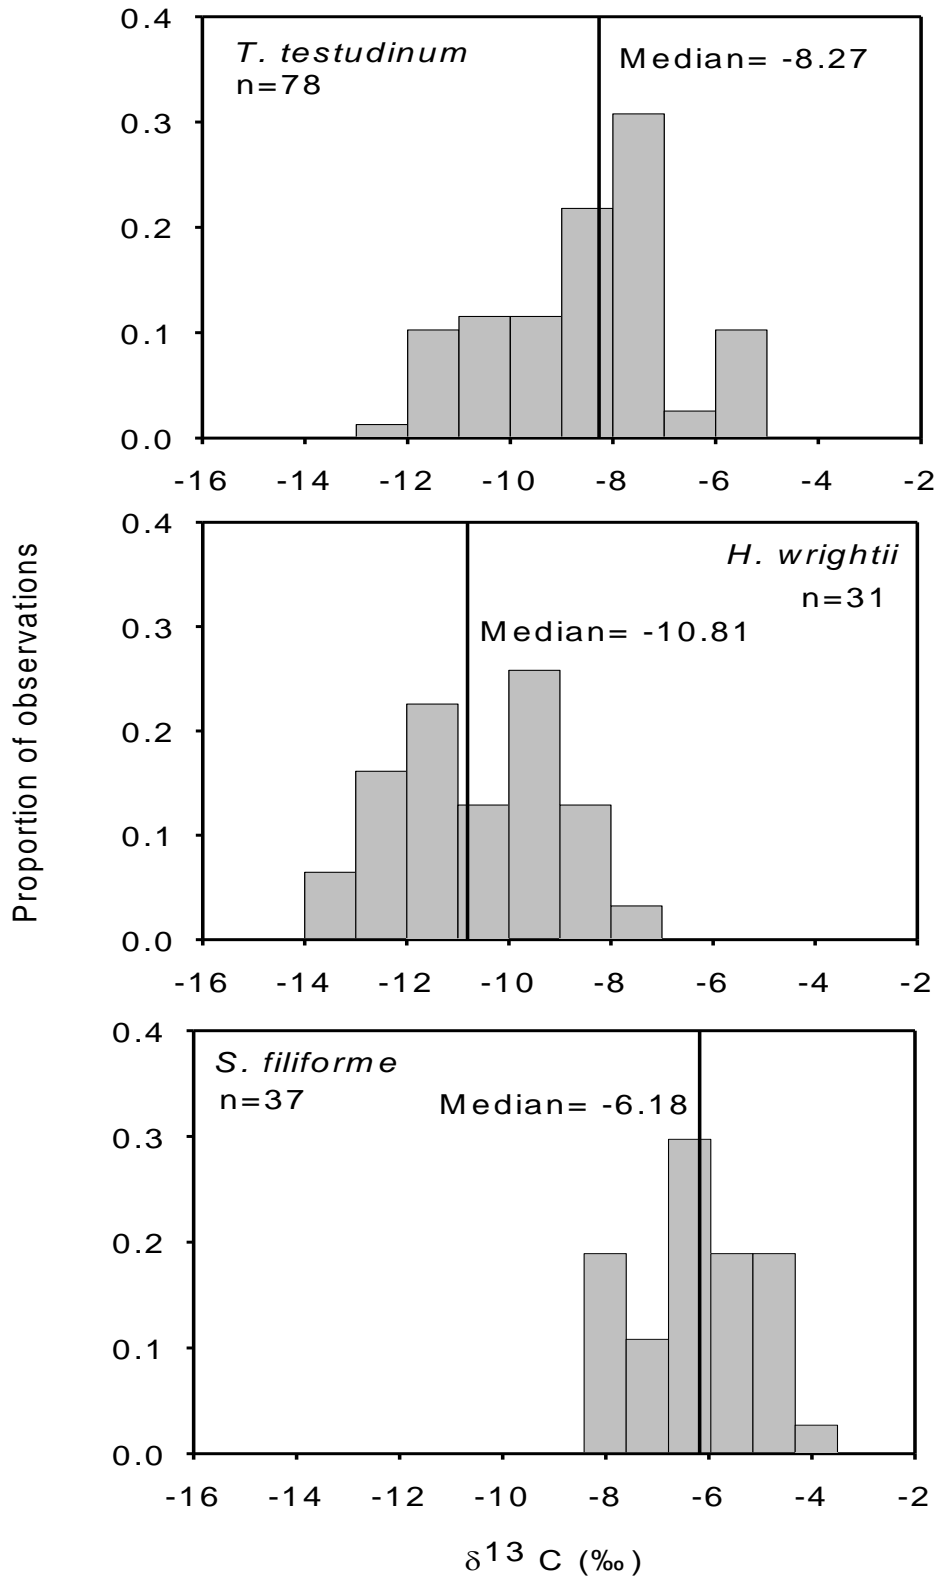 0.4
T. testudinum
Median= -8.27
n=78
0.3
0.2
0.1
0.0
-16 -14 -12 -10 -8 -6 -4 -2
Proportion of observations
0.4
H. wrightii
n=31
0.3
Median= -10.81
0.2
0.1
0.0
-16 -14 -12 -10 -8 -6 -4 -2
0.4
S. filiforme
n=37
Median= -6.18
0.3
0.2
0.1
0.0
-16 -14 -12 -10 -8 -6 -4 -2
δ13 C (‰)